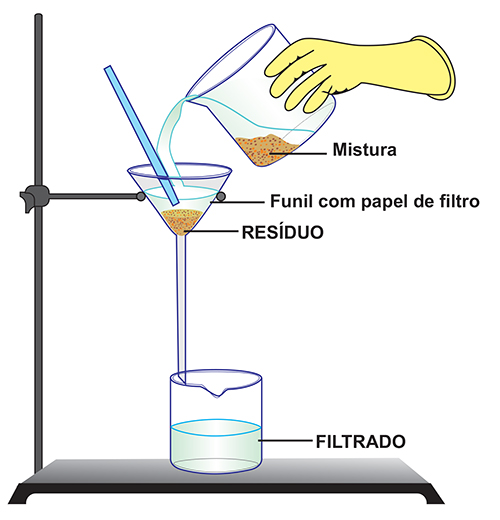 Mistura
Funil com papel de filtro
RESÍDUO
FILTRADO